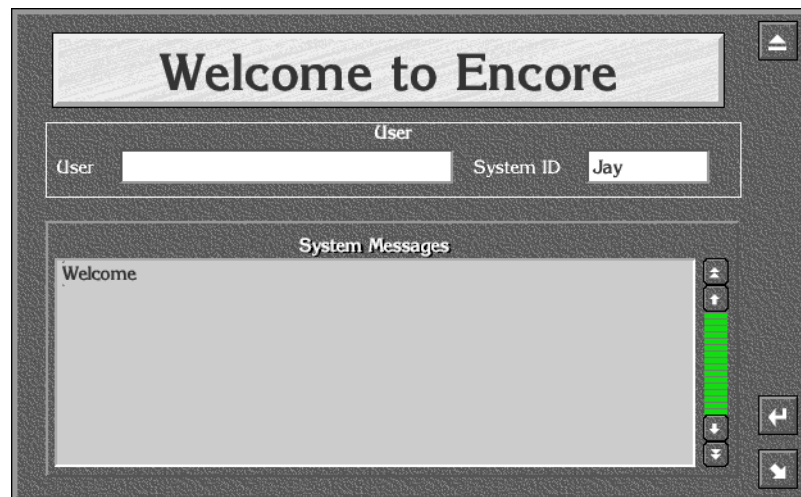 Welcome to Encore
User
User
System ID
Jay
System Messages
Welcome